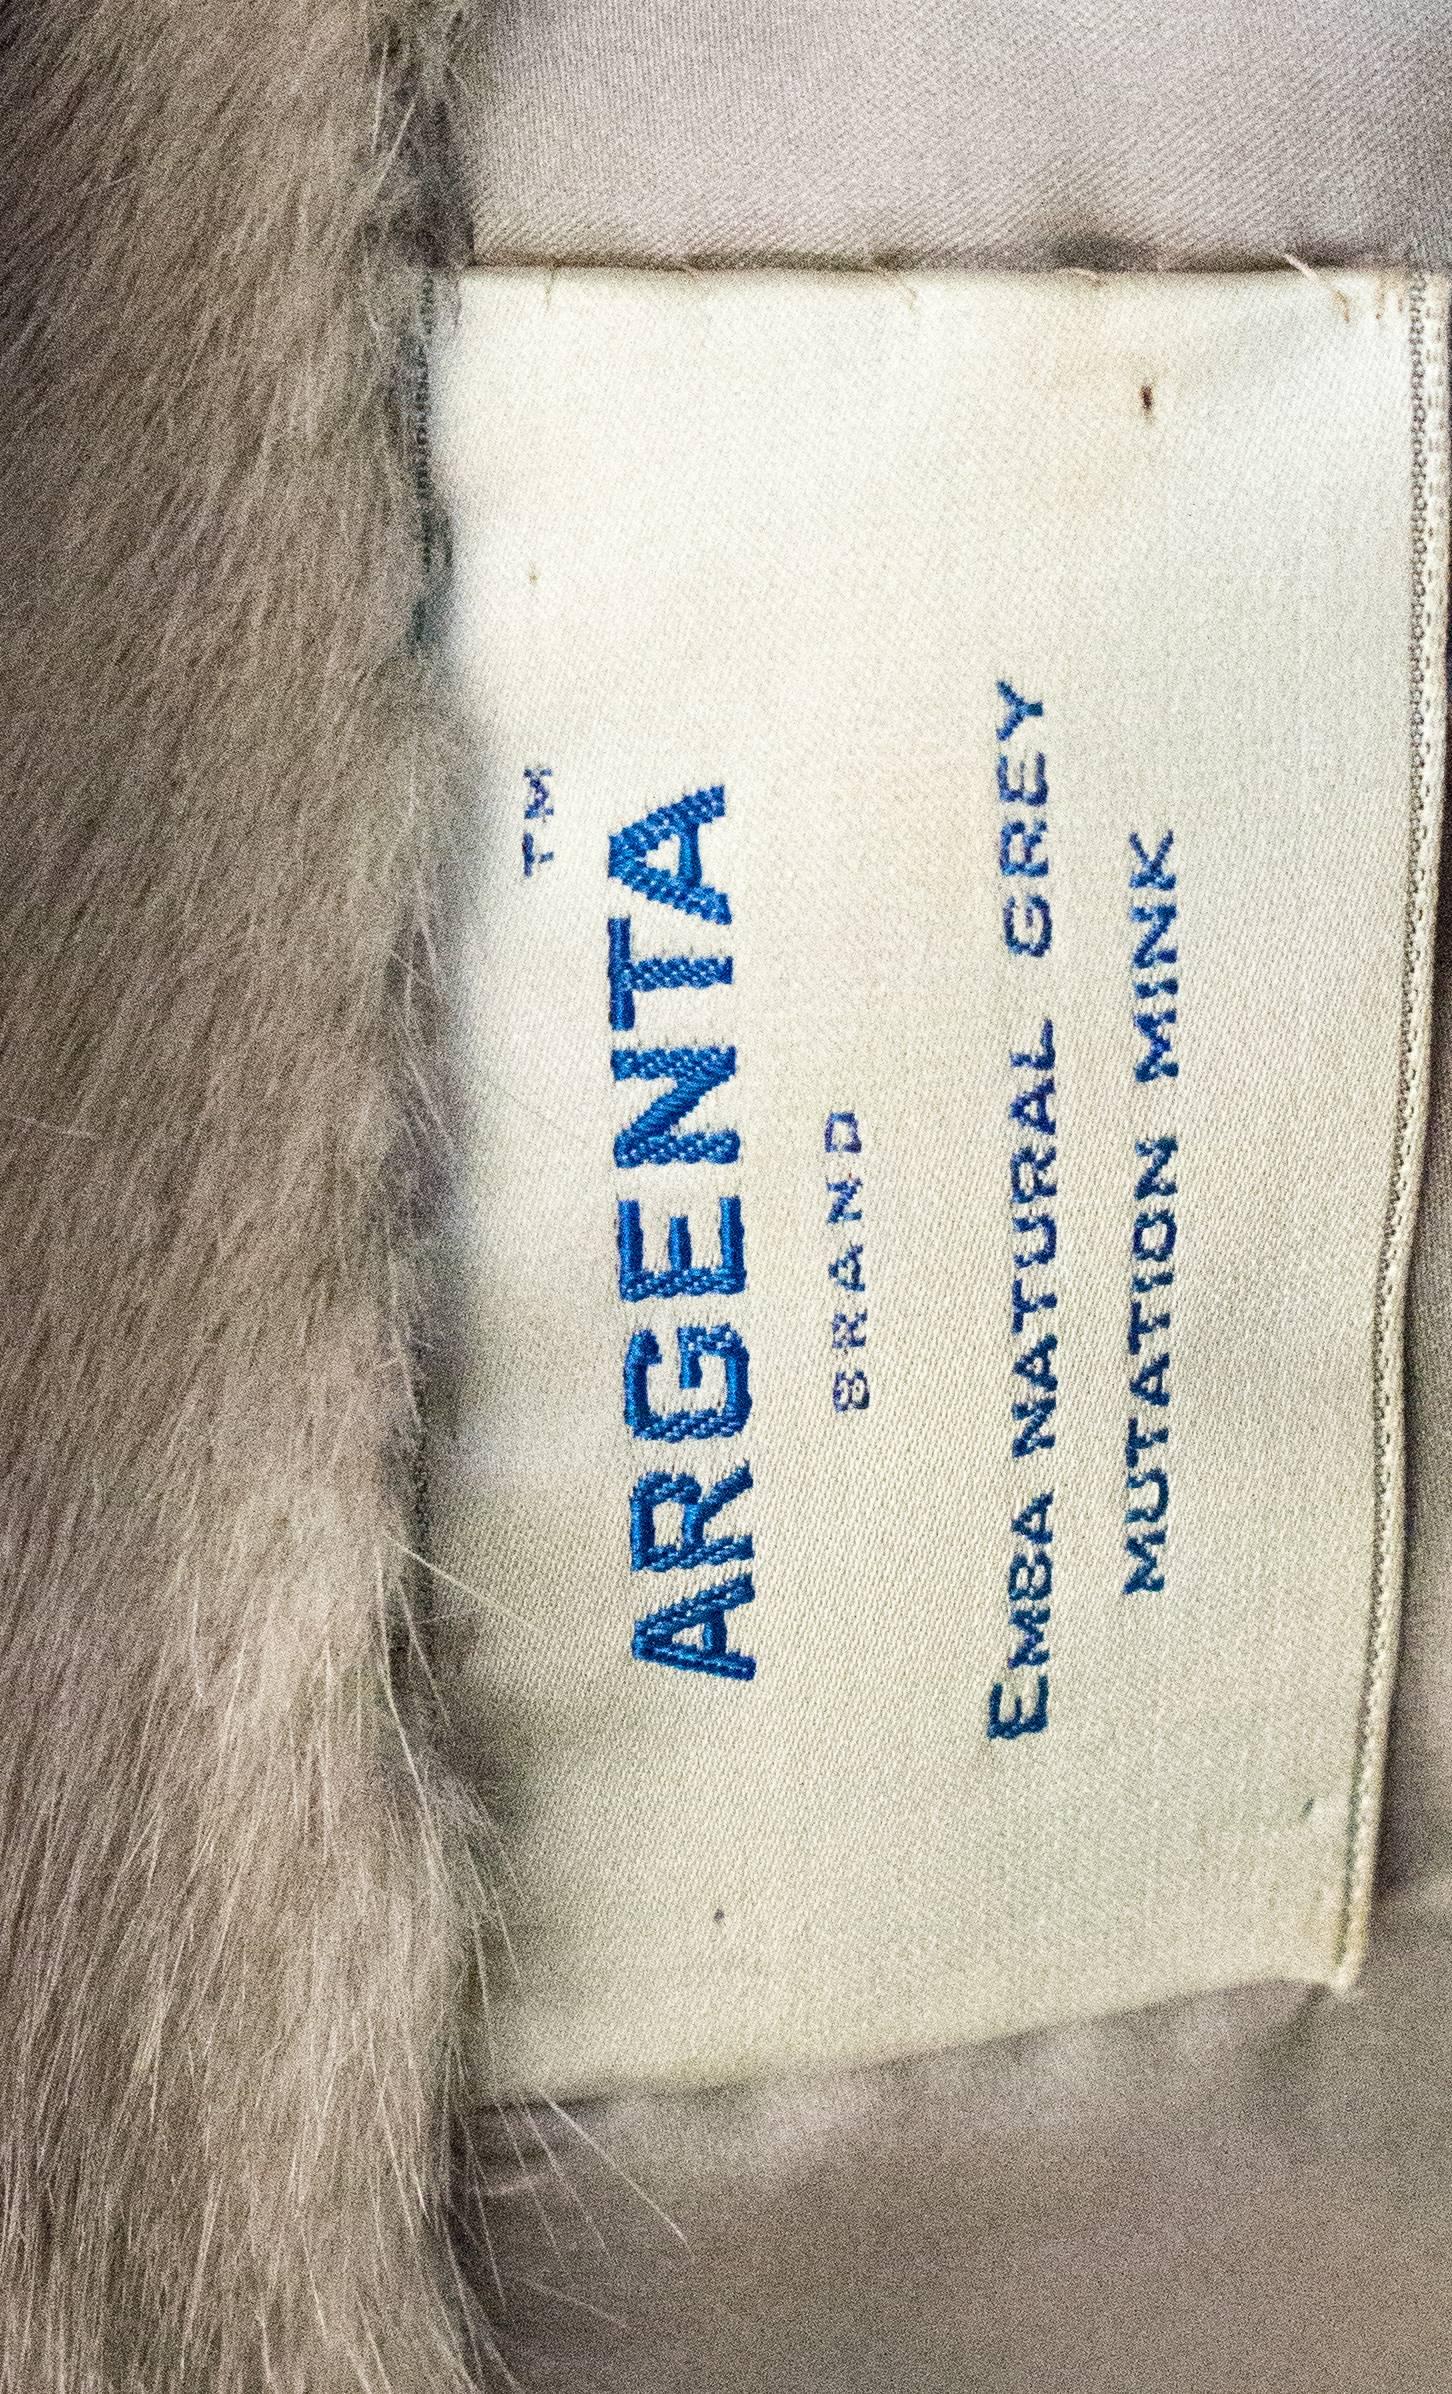 TM
ARGENTA
BRAND
EMBA NATURAL GREY
MUTATION MINK